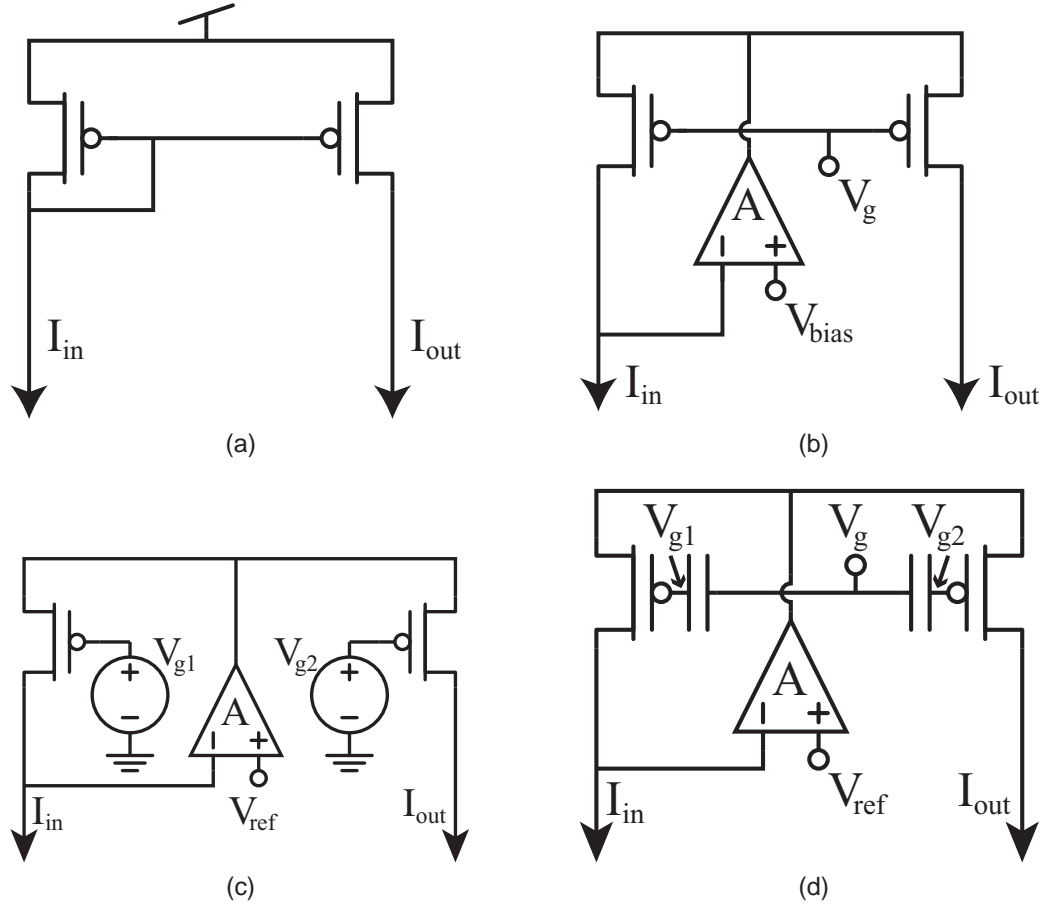 I_in
I_out
(a)
A
− +
V_g
V_bias
I_in
I_out
(b)
V_g1
V_g2
+
−
A
− +
+
−
V_ref
I_in
I_out
(c)
V_g1
V_g
V_g2
A
− +
V_ref
I_in
I_out
(d)